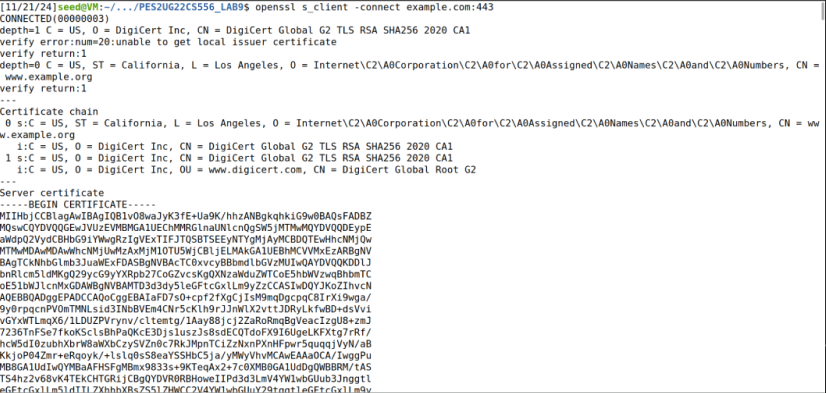 [11/21/24]seed@VM:~/.../PES2UG22CS556_LAB9$ openssl s_client -connect example.com:443
CONNECTED(00000003)
depth=1 C = US, O = DigiCert Inc, CN = DigiCert Global G2 TLS RSA SHA256 2020 CA1
verify error:num=20:unable to get local issuer certificate
verify return:1
depth=0 C = US, ST = California, L = Los Angeles, O = Internet\C2\A0Corporation\C2\A0for\C2\A0Assigned\C2\A0Names\C2\A0and\C2\A0Numbers, CN =
www.example.org
verify return:1
---
Certificate chain
0 s:C = US, ST = California, L = Los Angeles, O = Internet\C2\A0Corporation\C2\A0for\C2\A0Assigned\C2\A0Names\C2\A0and\C2\A0Numbers, CN = ww
w.example.org
i:C = US, O = DigiCert Inc, CN = DigiCert Global G2 TLS RSA SHA256 2020 CA1
1 s:C = US, O = DigiCert Inc, CN = DigiCert Global G2 TLS RSA SHA256 2020 CA1
i:C = US, O = DigiCert Inc, OU = www.digicert.com, CN = DigiCert Global Root G2
---
Server certificate
-----BEGIN CERTIFICATE-----
MIIHbjCCBlagAwIBAgIQB1vO8waJyK3fE+Ua9K/hhzANBgkqhkiG9w0BAQsFADBZ
MQswCQYDVQQGEwJVUzEVMBMGA1UEChMMRGlnaUNlcnQgSW5jMTMwMQYDVQQDEypE
aWdpQ2VydCBHbG9iYWwgRzIgVExTIFJTQSBTSEEyNTYgMjAyMCBDQTEwHhcNMjQw
MTMwMDAwMDAwWhcNMjUwMzAxMjM1OTU5WjCBljELMAkGA1UEBhMCVVMxEzARBgNV
BAgTCkNhbGlmb3JuaWExFDASBgNVBAcTC0xvcyBBbmdlbGVzMUIwQAYDVQQKDDlJ
bnRlcm5ldMKgQ29ycG9yYXRpb27CoGZvcsKgQXNzaWduZWTCoE5hbWVzwqBhbmTC
oE51bWJlcnMxGDAWBgNVBAMTD3d3dy5leGFtcGxlLm9yZzCCASIwDQYJKoZIhvcN
AQEBBQADggEPADCCAQoCggEBAIaFD7sO+cpf2fXgCjIsM9mqDgcpqC8IrXi9wga/
9y0rpqcnPVOmTMNLsid3INbBVEm4CNr5cKlh9rJJnWlX2vttJDRyLkfwBD+dsVvi
vGYxWTLmqX6/1LDUZPVrynv/cltemtg/1Aay88jcj2ZaRoRmqBgVeacIzgU8+zmJ
7236TnFSe7fkoKSclsBhPaQKcE3Djs1uszJs8sdECQTdoFX9I6UgeLKFXtg7rRf/
hcW5dI0zubhXbrW8aWXbCzySVZn0c7RkJMpnTCiZzNxnPXnHFpwr5quqqjVyN/aB
KkjoP04Zmr+eRqoyk/+lslq0sS8eaYSSHbC5ja/yMWyVhvMCAwEAAaOCA/IwggPu
MB8GA1UdIwQYMBaAFHSFgMBmx9833s+9KTeqAx2+7c0XMB0GA1UdDgQWBBRM/tAS
TS4hz2v68vK4TEkCHTGRijCBgQYDVR0RBHoweIIPd3d3LmV4YW1wbGUub3Jnggtl